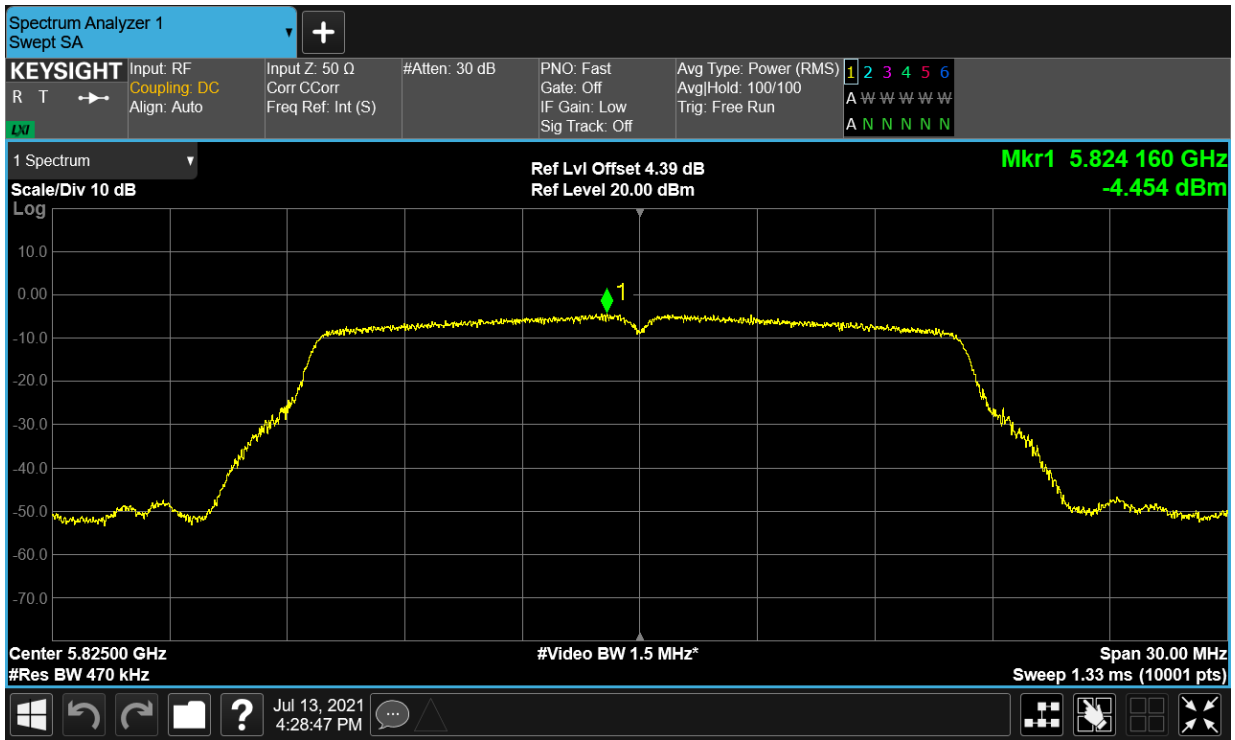 Spectrum Analyzer 1
Swept SA
KEYSIGHT
R T
LXI
Input: RF
Coupling: DC
Align: Auto
Input Z: 50 Ω
Corr CCorr
Freq Ref: Int (S)
#Atten: 30 dB
PNO: Fast
Gate: Off
IF Gain: Low
Sig Track: Off
Avg Type: Power (RMS)
Avg|Hold: 100/100
Trig: Free Run
1 2 3 4 5 6
A W W W W W
A N N N N N
1 Spectrum
Scale/Div 10 dB
Log
Ref Lvl Offset 4.39 dB
Ref Level 20.00 dBm
Mkr1 5.824 160 GHz
-4.454 dBm
10.0
0.00
-10.0
-20.0
-30.0
-40.0
-50.0
-60.0
-70.0
1
Center 5.82500 GHz
#Res BW 470 kHz
#Video BW 1.5 MHz*
Span 30.00 MHz
Sweep 1.33 ms (10001 pts)
?
Jul 13, 2021
4:28:47 PM